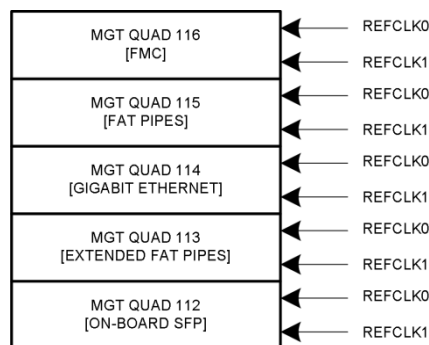 MGT QUAD 116
[FMC]
REFCLK0
REFCLK1
MGT QUAD 115
[FAT PIPES]
REFCLK0
REFCLK1
MGT QUAD 114
[GIGABIT ETHERNET]
REFCLK0
REFCLK1
MGT QUAD 113
[EXTENDED FAT PIPES]
REFCLK0
REFCLK1
MGT QUAD 112
[ON-BOARD SFP]
REFCLK0
REFCLK1